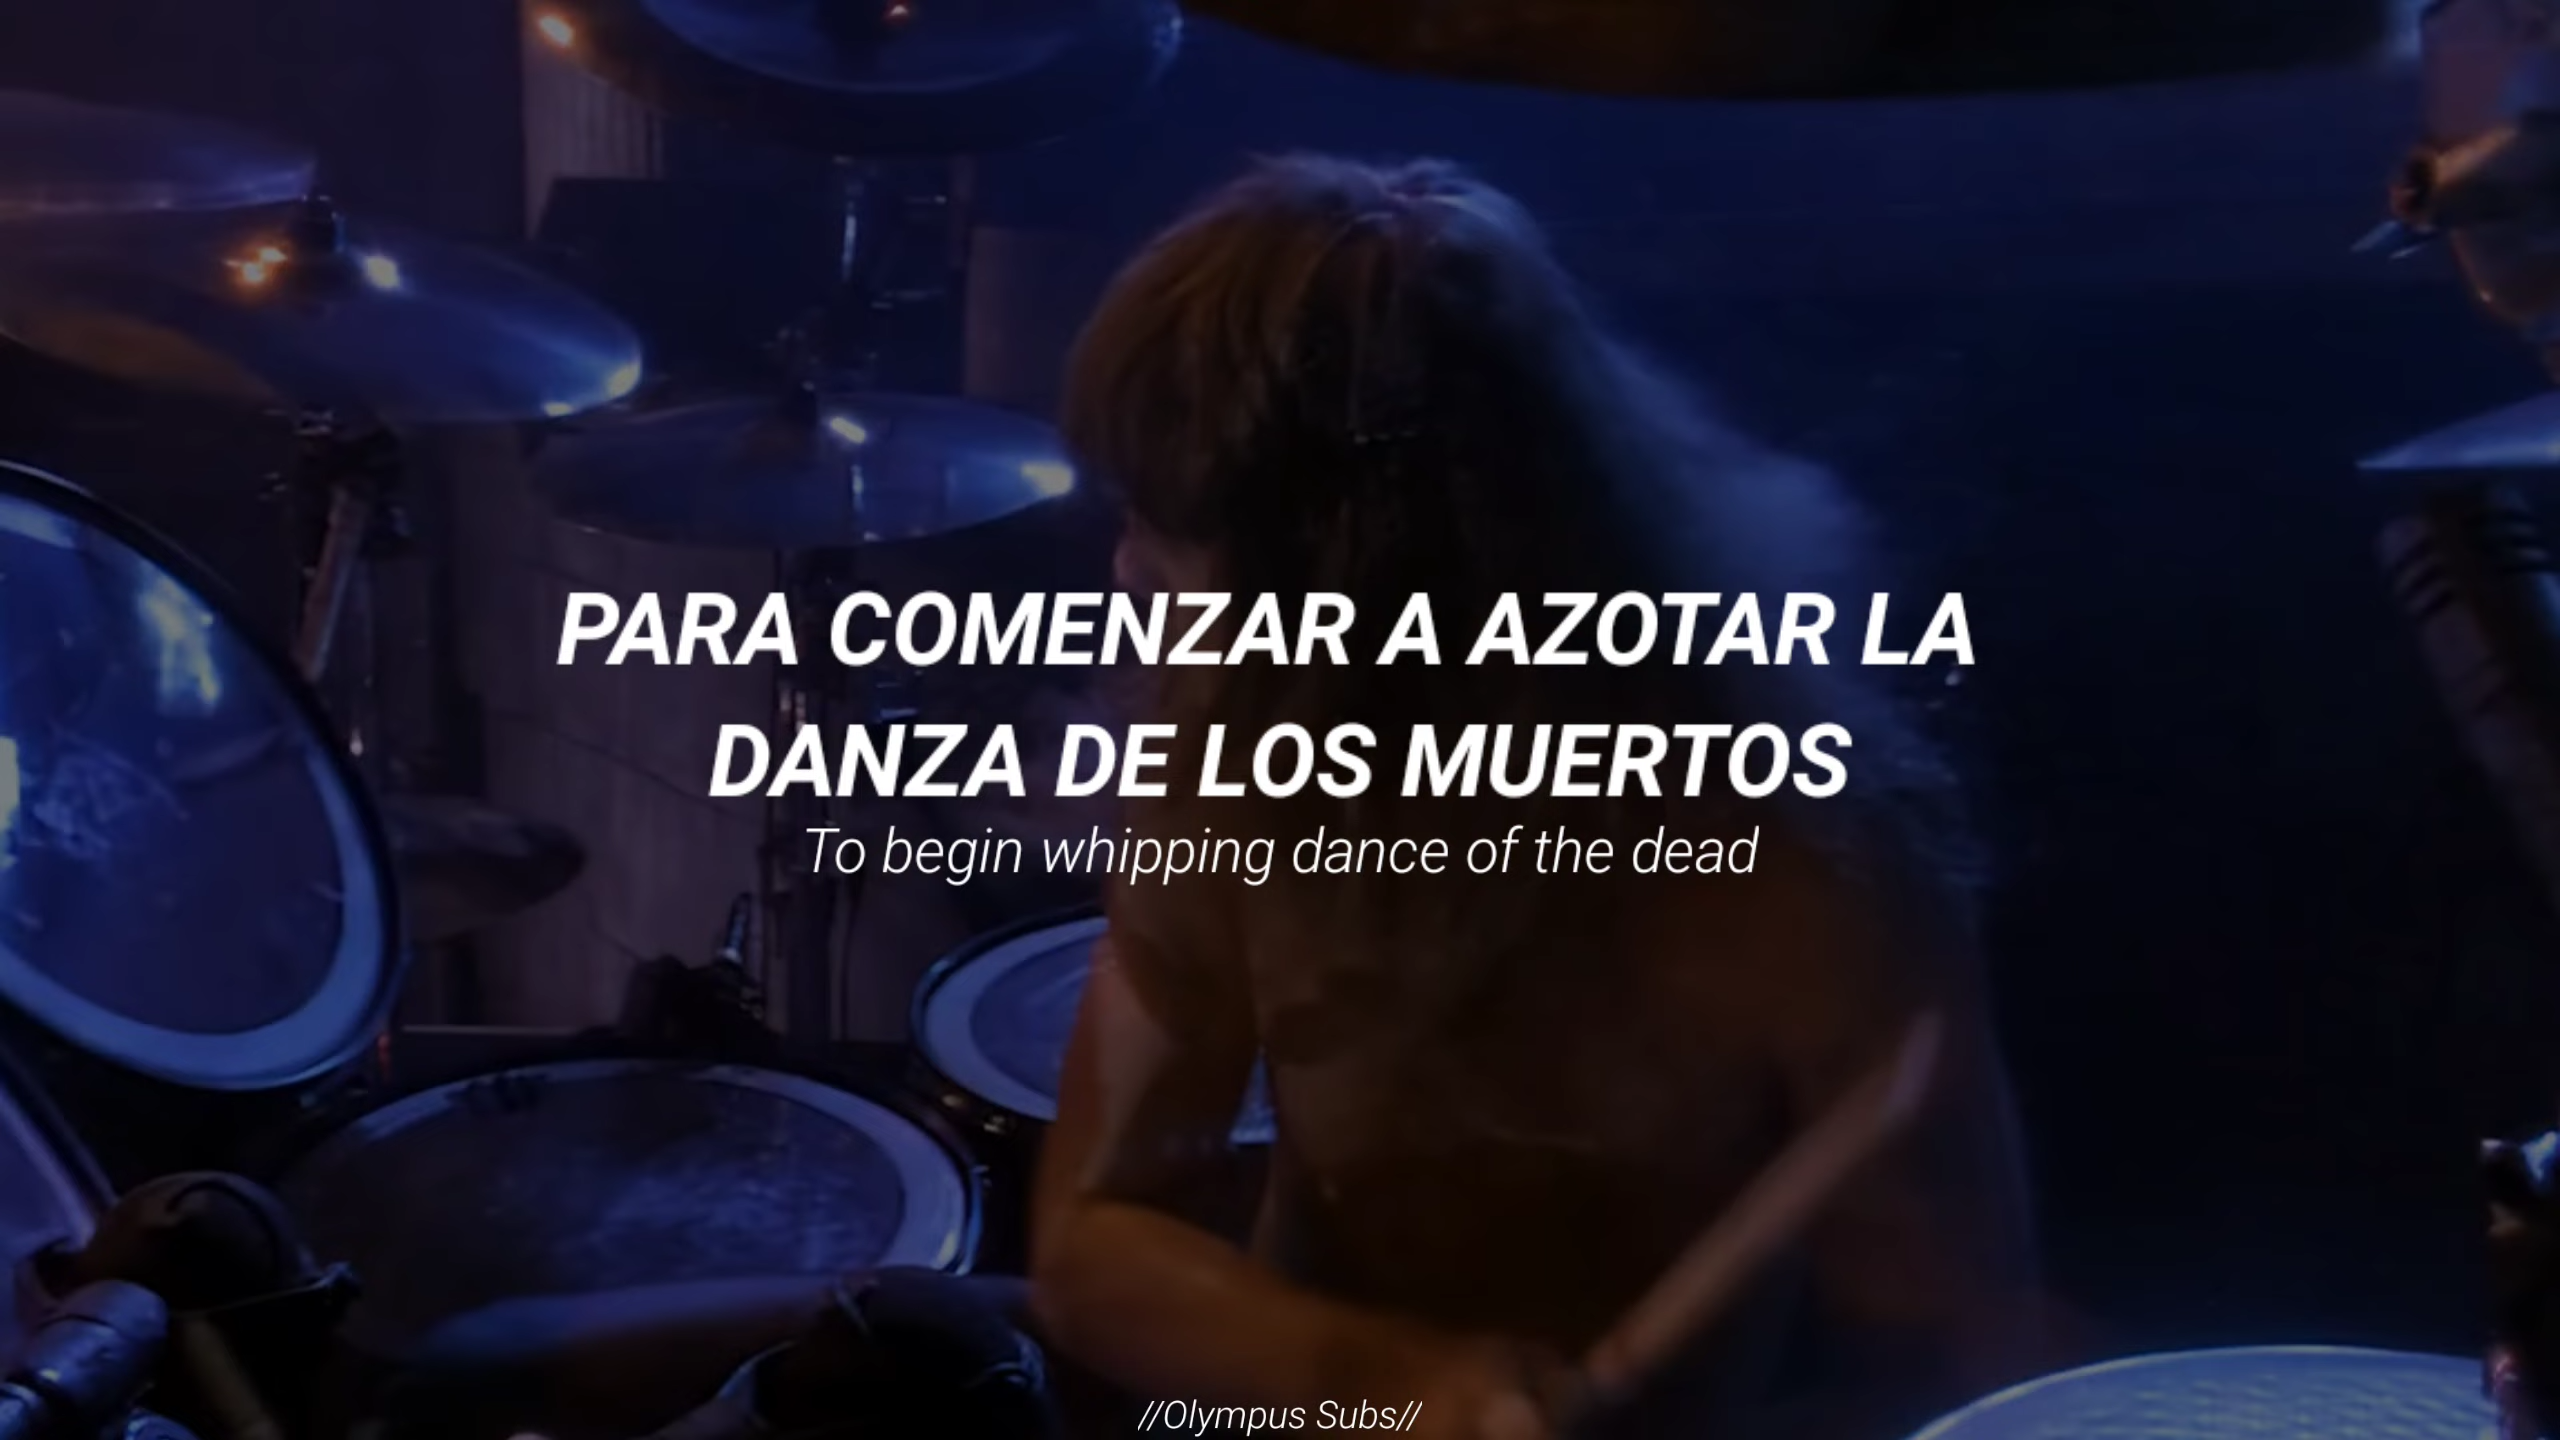 PARA COMENZAR A AZOTAR LA
DANZA DE LOS MUERTOS
To begin whipping dance of the dead
//Olympus Subs//